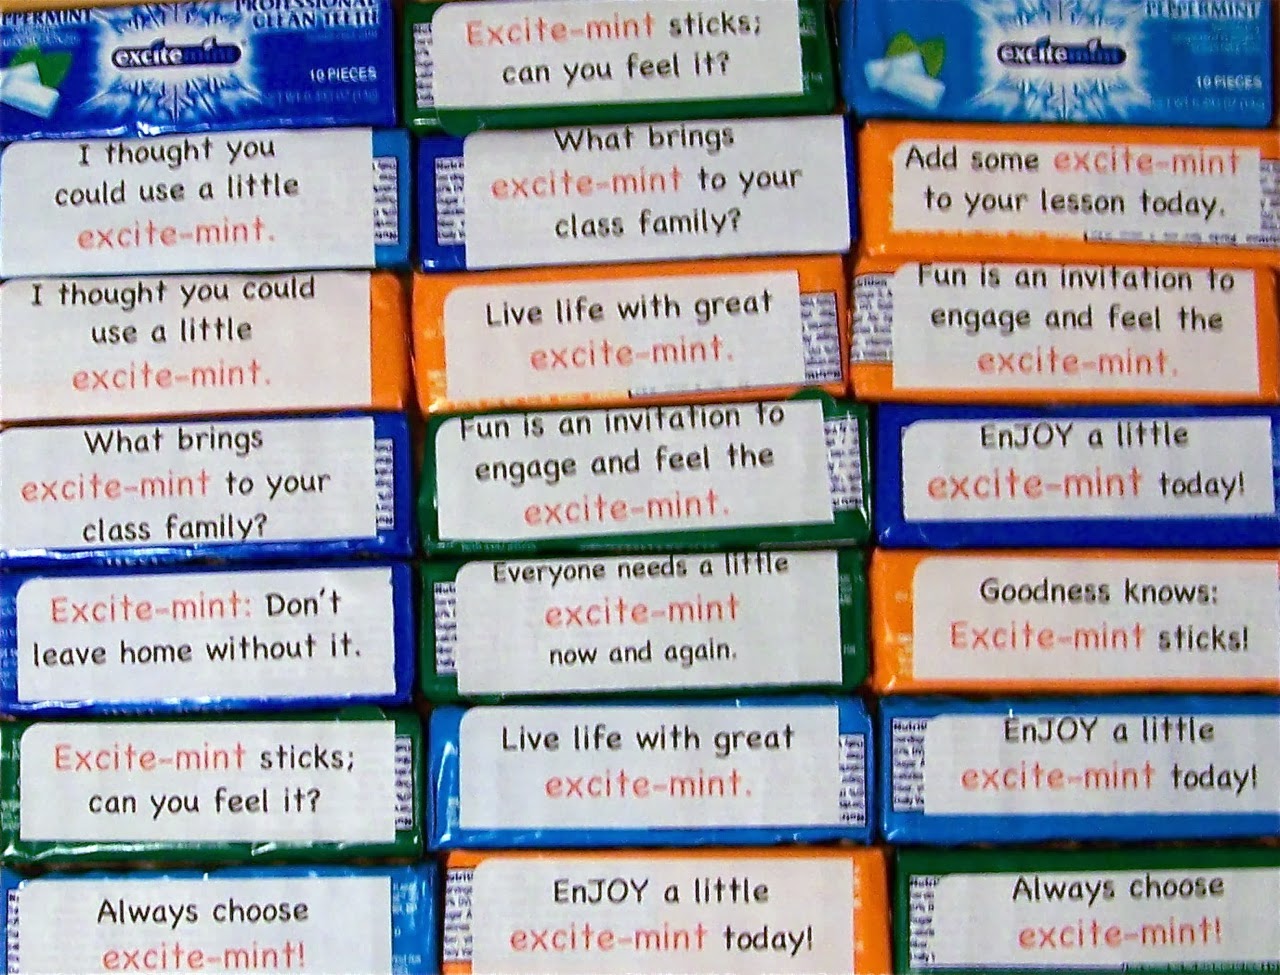 PEPPERMINT
PROFESSIONAL
CLEAN TEETH
excitemint
10 PIECES
Excite-mint sticks;
can you feel it?
PEPPERMINT
excitemint
10 PIECES
I thought you
could use a little
excite-mint.
What brings
excite-mint to your
class family?
Add some excite-mint
to your lesson today.
I thought you could
use a little
excite-mint.
Live life with great
excite-mint.
Fun is an invitation to
engage and feel the
excite-mint.
What brings
excite-mint to your
class family?
Fun is an invitation to
engage and feel the
excite-mint.
EnJOY a little
excite-mint today!
Excite-mint: Don't
leave home without it.
Everyone needs a little
excite-mint
now and again.
Goodness knows:
Excite-mint sticks!
Excite-mint sticks;
can you feel it?
Live life with great
excite-mint.
EnJOY a little
excite-mint today!
Always choose
excite-mint!
EnJOY a little
excite-mint today!
Always choose
excite-mint!